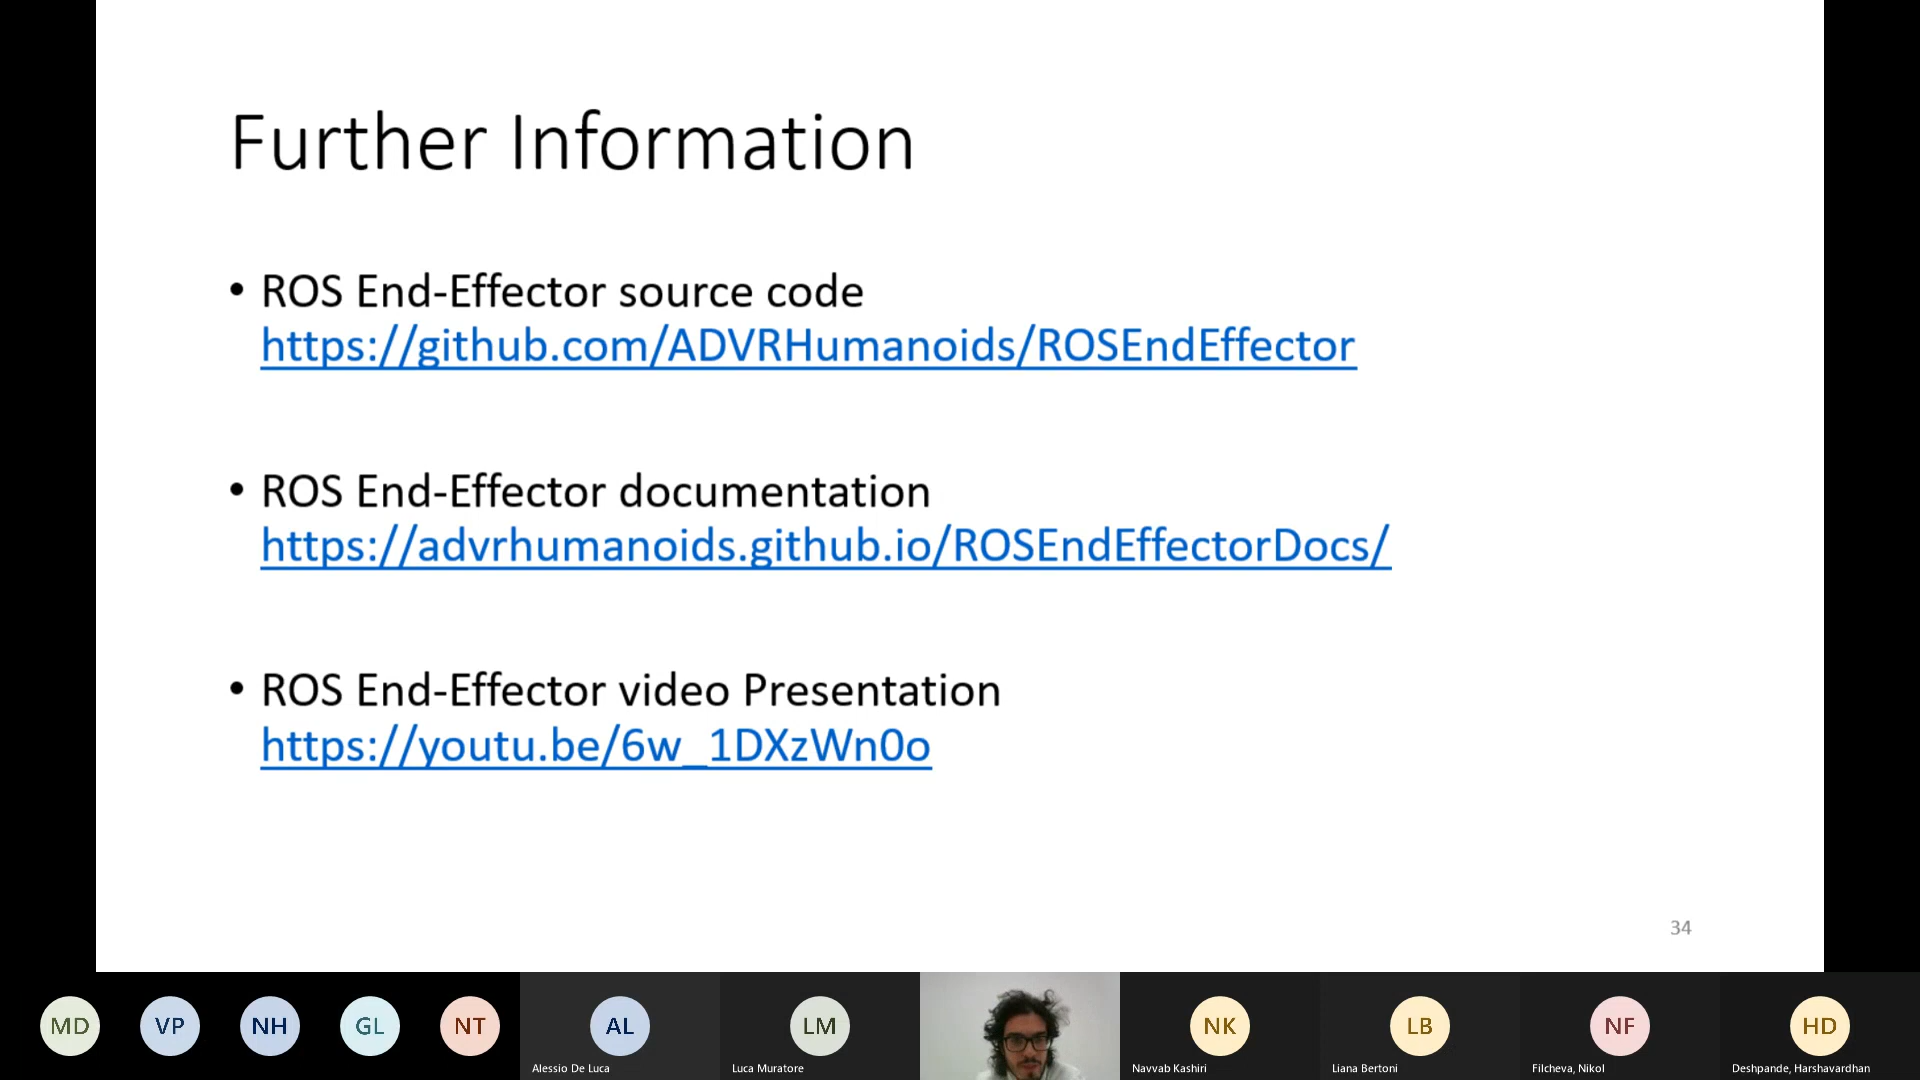 Further Information
• ROS End-Effector source code
https://github.com/ADVRHumanoids/ROSEndEffector
• ROS End-Effector documentation
https://advrhumanoids.github.io/ROSEndEffectorDocs/
• ROS End-Effector video Presentation
https://youtu.be/6w_1DXzWn0o
34
MD VP NH GL NT AL LM NK LB NF HD
Alessio De Luca Luca Muratore Navvab Kashiri Liana Bertoni Filcheva, Nikol Deshpande, Harshavardhan